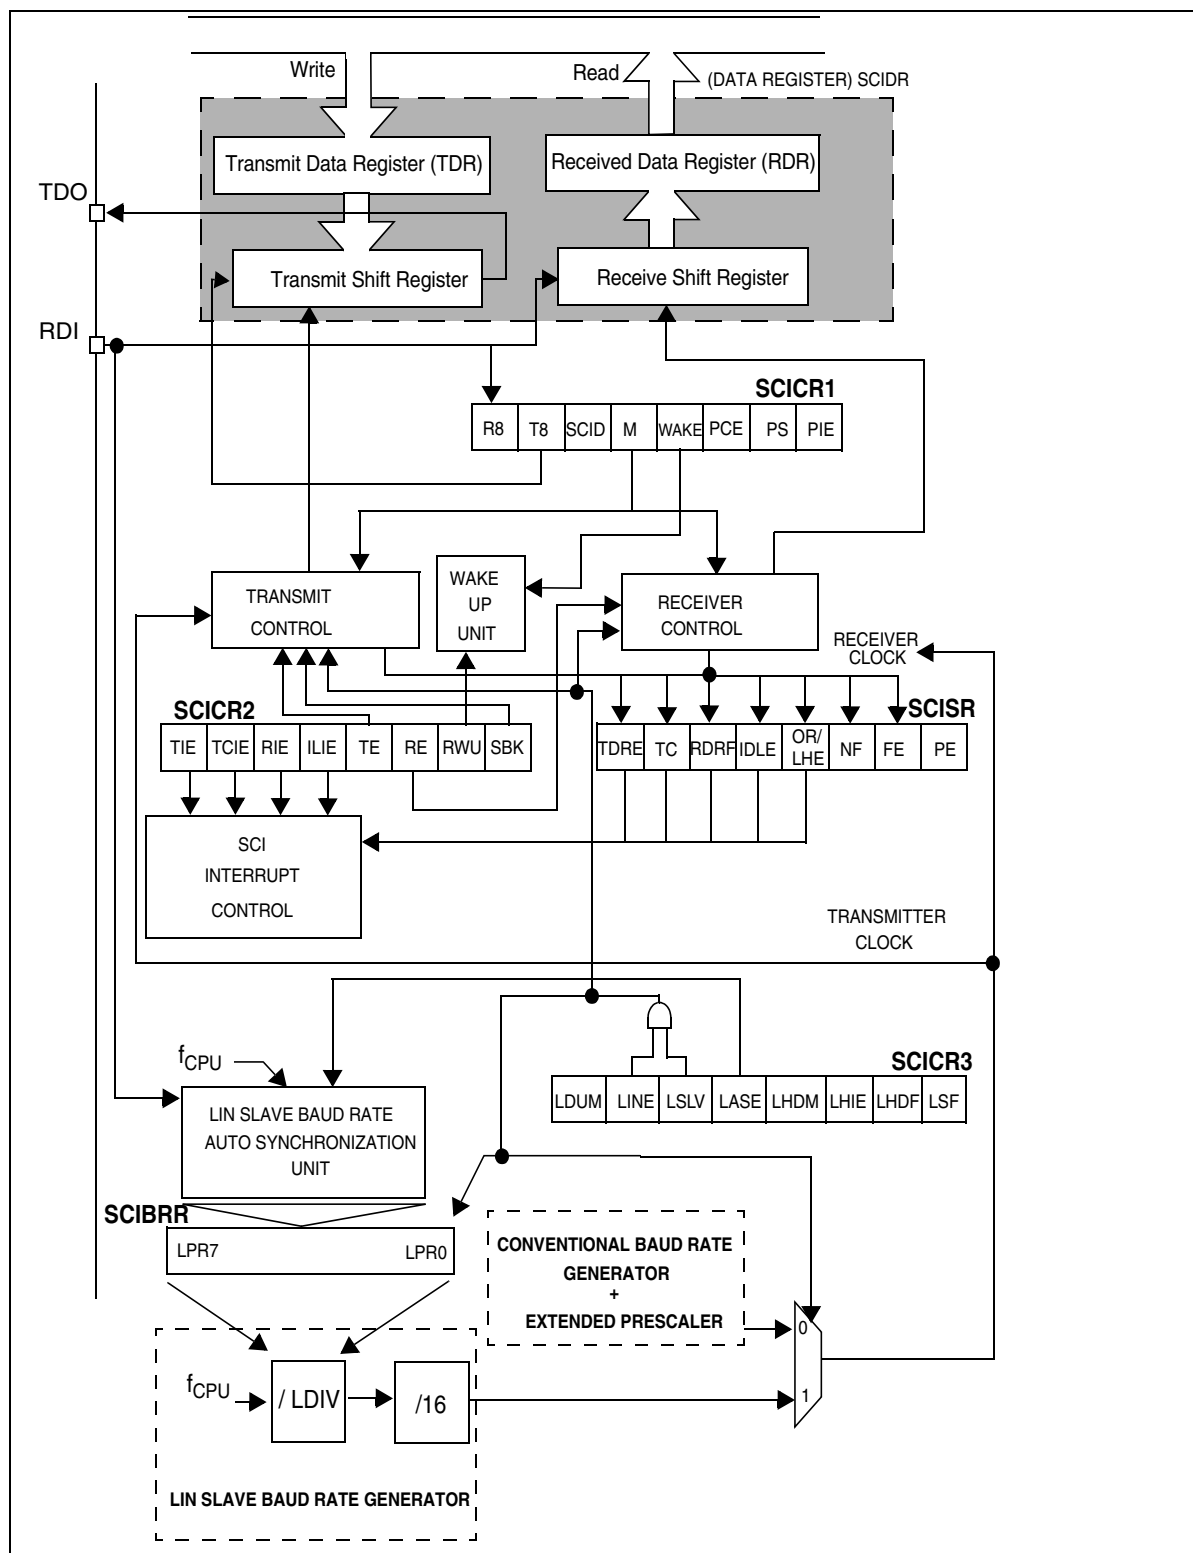 Write
Read
(DATA REGISTER) SCIDR
Transmit Data Register (TDR)
Received Data Register (RDR)
TDO
Transmit Shift Register
Receive Shift Register
RDI
SCICR1
R8 T8 SCID M WAKE PCE PS PIE
TRANSMIT
CONTROL
WAKE
UP
UNIT
RECEIVER
CONTROL
RECEIVER
CLOCK
SCICR2
TIE TCIE RIE ILIE TE RE RWU SBK
SCISR
TDRE TC RDRF IDLE OR/
LHE NF FE PE
SCI
INTERRUPT
CONTROL
TRANSMITTER
CLOCK
fCPU
SCICR3
LDUM LINE LSLV LASE LHDM LHIE LHDF LSF
LIN SLAVE BAUD RATE
AUTO SYNCHRONIZATION
UNIT
SCIBRR
LPR7 LPR0
CONVENTIONAL BAUD RATE
GENERATOR
+
EXTENDED PRESCALER
0
1
fCPU
/ LDIV
/16
LIN SLAVE BAUD RATE GENERATOR